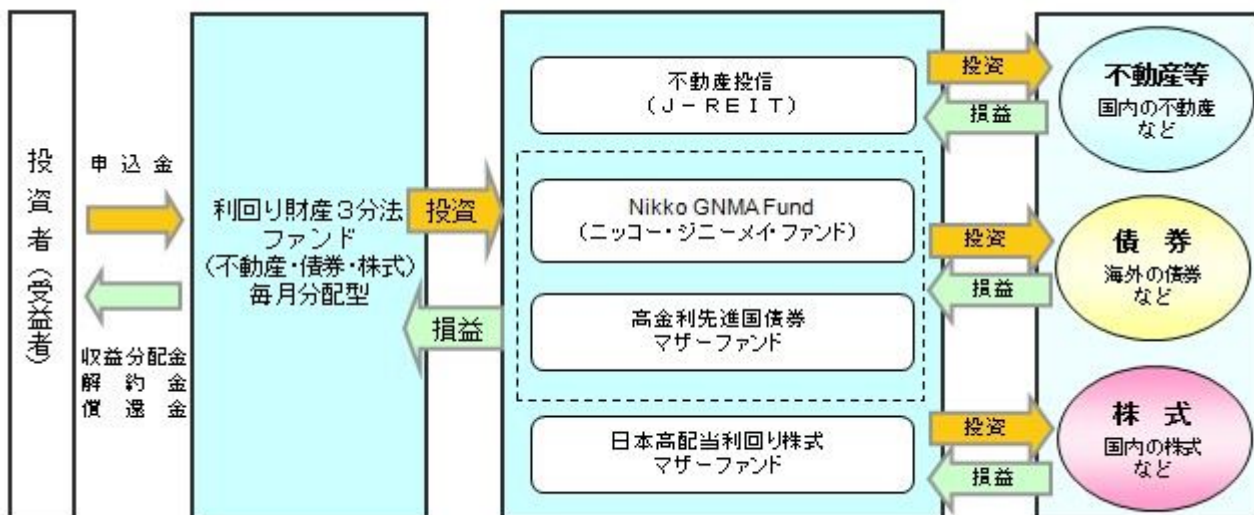 投資者(受益者)
申込金
収益分配金
解約金
償還金
利回り財産3分法
ファンド
(不動産・債券・株式)
毎月分配型
投資
損益
不動産投信
(J-REIT)
Nikko GNMA Fund
(ニッコー・ジニーメイ・ファンド)
高金利先進国債券
マザーファンド
日本高配当利回り株式
マザーファンド
投資
損益
投資
損益
投資
損益
不動産等
国内の不動産
など
債券
海外の債券
など
株式
国内の株式
など